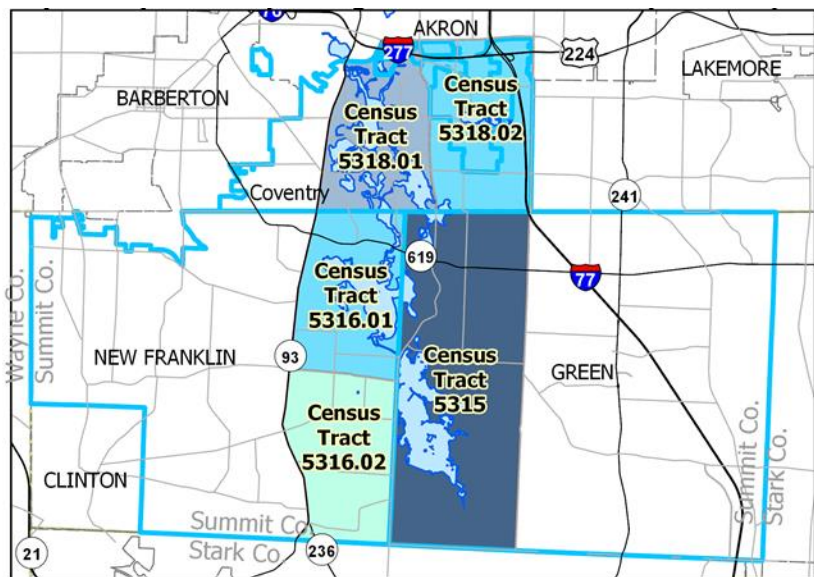 76
AKRON
277
224
LAKEMORE
BARBERTON
Census
Tract
5318.01
Census
Tract
5318.02
Coventry
241
619
77
Census
Tract
5316.01
Wayne Co.
Summit Co.
NEW FRANKLIN
93
Census
Tract
5315
GREEN
Census
Tract
5316.02
CLINTON
Summit Co.
Stark Co.
Summit Co.
Stark Co.
21
236